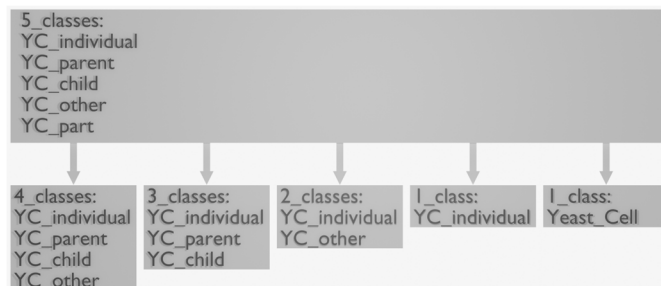 5_classes:
YC_individual
YC_parent
YC_child
YC_other
YC_part
4_classes:
YC_individual
YC_parent
YC_child
YC_other
3_classes:
YC_individual
YC_parent
YC_child
2_classes:
YC_individual
YC_other
1_class:
YC_individual
1_class:
Yeast_Cell